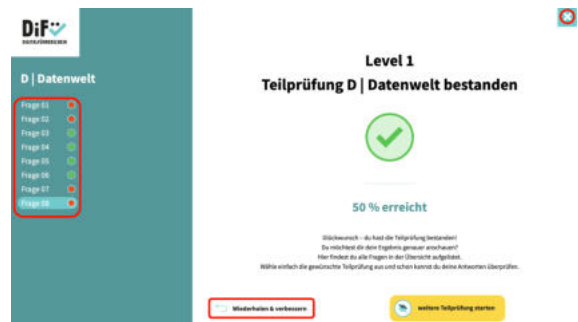 DiF
DIGITALFÜHRERSCHEIN
D | Datenwelt
Frage 01
Frage 02
Frage 03
Frage 04
Frage 05
Frage 06
Frage 07
Frage 08
Level 1
Teilprüfung D | Datenwelt bestanden
50 % erreicht
Glückwunsch – du hast die Teilprüfung bestanden!
Du möchtest dir dein Ergebnis genauer anschauen?
Hier findest du alle Fragen in der Übersicht aufgelistet.
Wähle einfach die gewünschte Teilprüfung aus und schon kannst du deine Antworten überprüfen.
Wiederholen & verbessern
weitere Teilprüfung starten